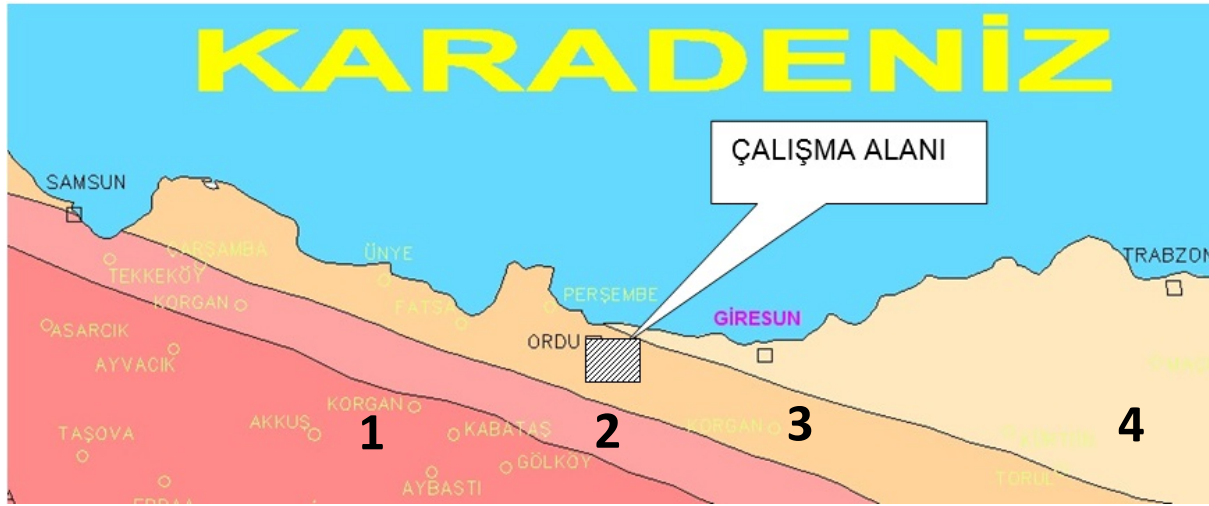 KARADENİZ
ÇALIŞMA ALANI
SAMSUN
TRABZON
ÇARŞAMBA
ÜNYE
TEKKEKÖY
KORGAN
PERŞEMBE
FATSA
GİRESUN
ASARCIK
ORDU
AYVACIK
KORGAN
AKKUŞ
1
2
3
4
KORGAN
TAŞOVA
KABATAŞ
GÖLKÖY
AYBASTI
TORUL